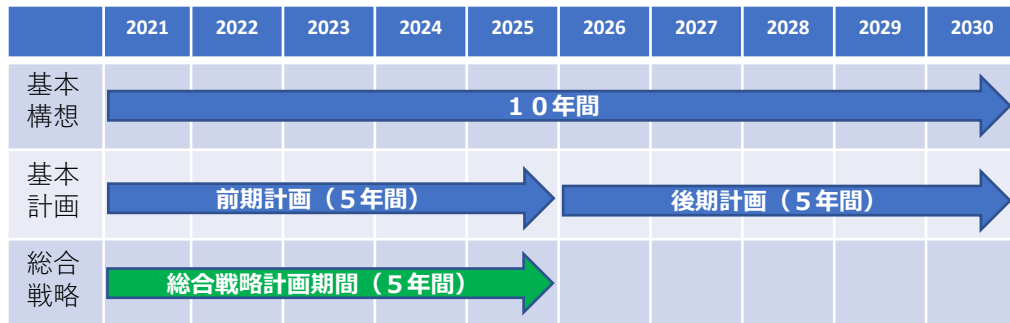 2021 2022 2023 2024 2025 2026 2027 2028 2029 2030
基本
構想
１０年間
基本
計画
前期計画（５年間） 後期計画（５年間）
総合
戦略
総合戦略計画期間（５年間）